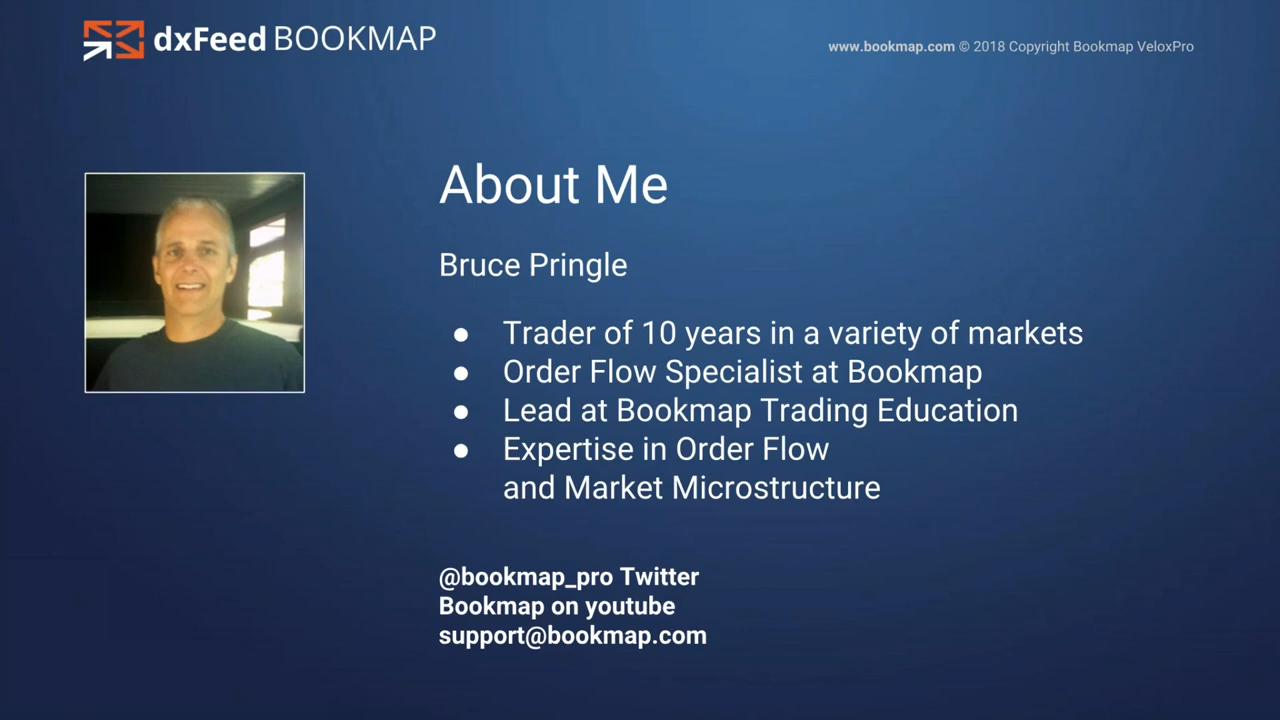 dxFeed BOOKMAP
www.bookmap.com © 2018 Copyright Bookmap VeloxPro
About Me
Bruce Pringle
● Trader of 10 years in a variety of markets
● Order Flow Specialist at Bookmap
● Lead at Bookmap Trading Education
● Expertise in Order Flow
and Market Microstructure
@bookmap_pro Twitter
Bookmap on youtube
support@bookmap.com